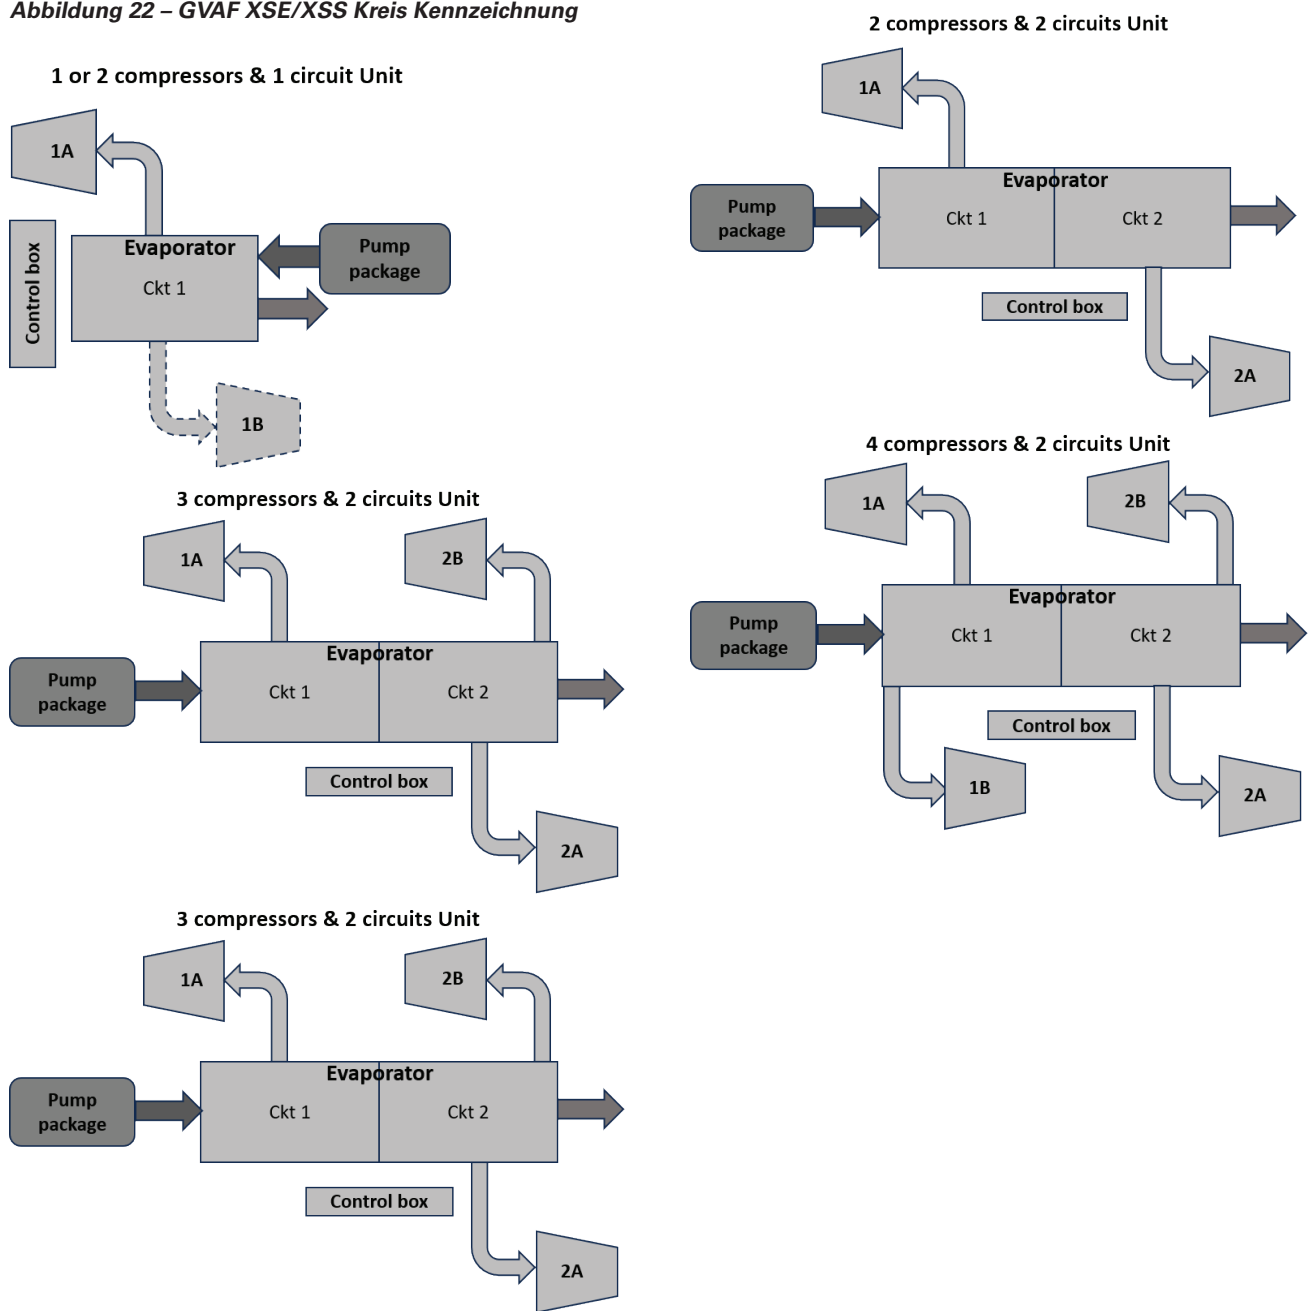 Abbildung 22 – GVAF XSE/XSS Kreis Kennzeichnung
1 or 2 compressors & 1 circuit Unit
1A
Control box
Evaporator
Ckt 1
Pump
package
1B
2 compressors & 2 circuits Unit
1A
Pump
package
Evaporator
Ckt 1
Ckt 2
Control box
2A
3 compressors & 2 circuits Unit
1A
2B
Pump
package
Evaporator
Ckt 1
Ckt 2
Control box
2A
4 compressors & 2 circuits Unit
1A
2B
Pump
package
Evaporator
Ckt 1
Ckt 2
Control box
1B
2A
3 compressors & 2 circuits Unit
1A
2B
Pump
package
Evaporator
Ckt 1
Ckt 2
Control box
2A